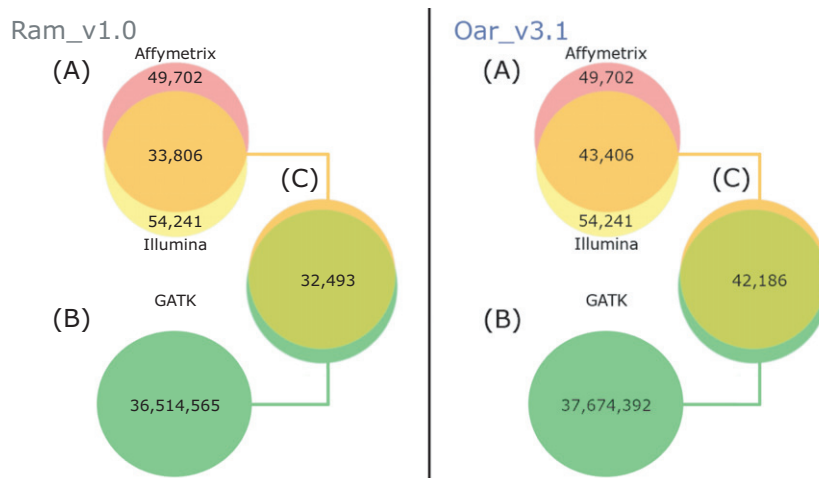 Ram_v1.0
(A)
Affymetrix
49,702
33,806
54,241
Illumina
(C)
32,493
GATK
(B)
36,514,565
Oar_v3.1
(A)
Affymetrix
49,702
43,406
54,241
Illumina
(C)
42,186
GATK
(B)
37,674,392